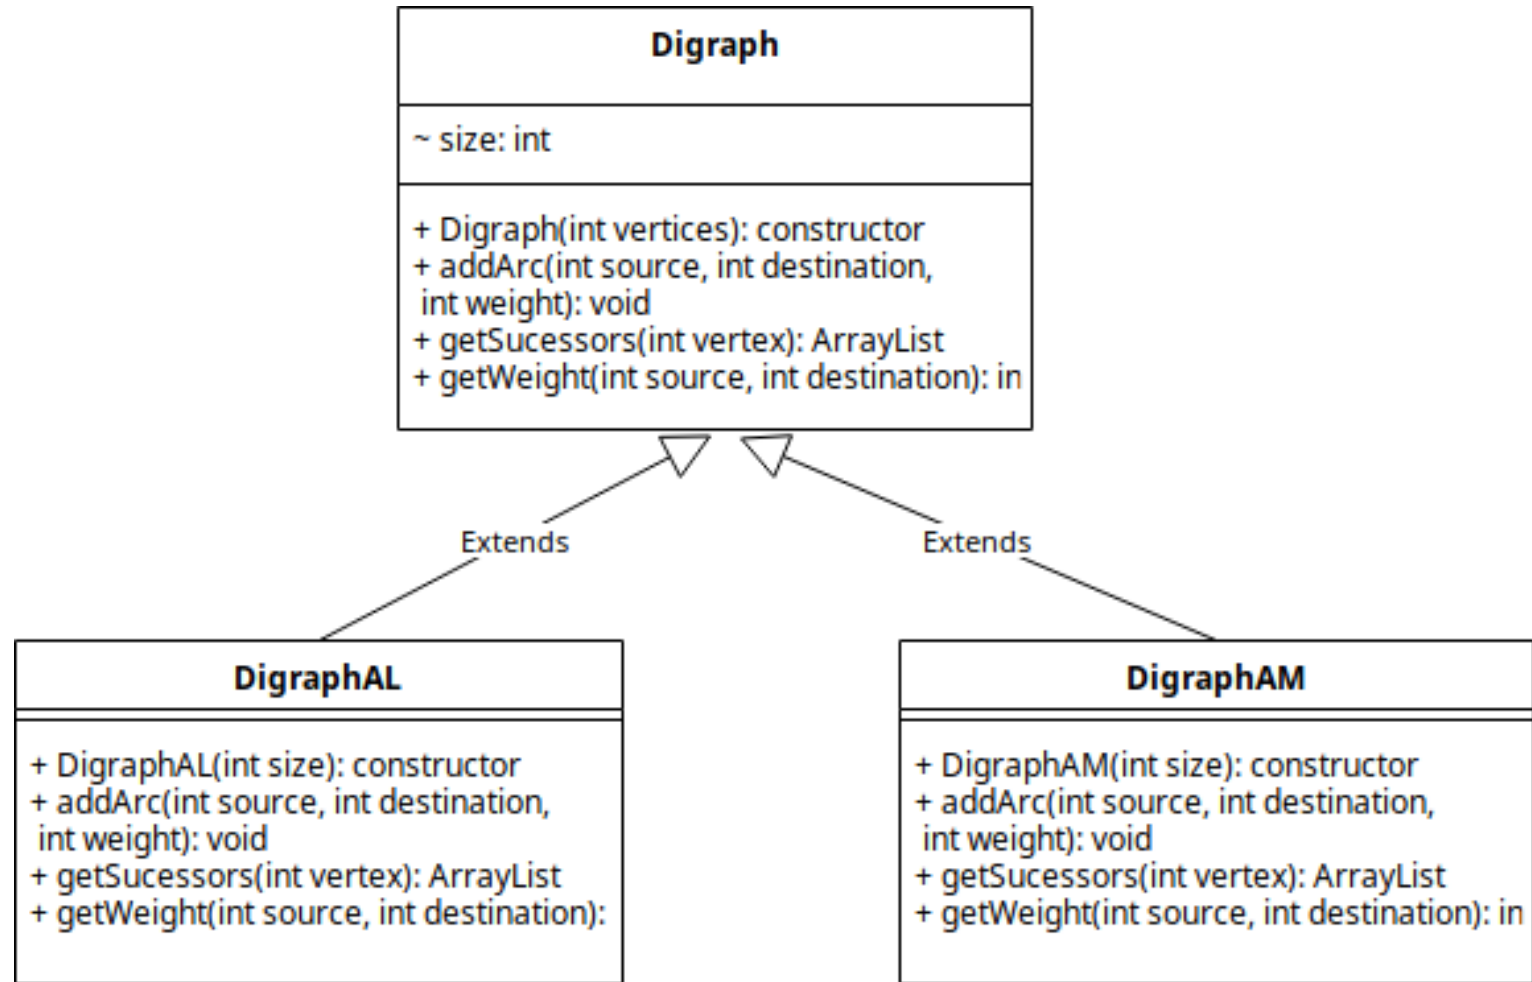 Digraph
~ size: int
+ Digraph(int vertices): constructor
+ addArc(int source, int destination,
int weight): void
+ getSucessors(int vertex): ArrayList
+ getWeight(int source, int destination): in
Extends
Extends
DigraphAL
+ DigraphAL(int size): constructor
+ addArc(int source, int destination,
int weight): void
+ getSucessors(int vertex): ArrayList
+ getWeight(int source, int destination):
DigraphAM
+ DigraphAM(int size): constructor
+ addArc(int source, int destination,
int weight): void
+ getSucessors(int vertex): ArrayList
+ getWeight(int source, int destination): in